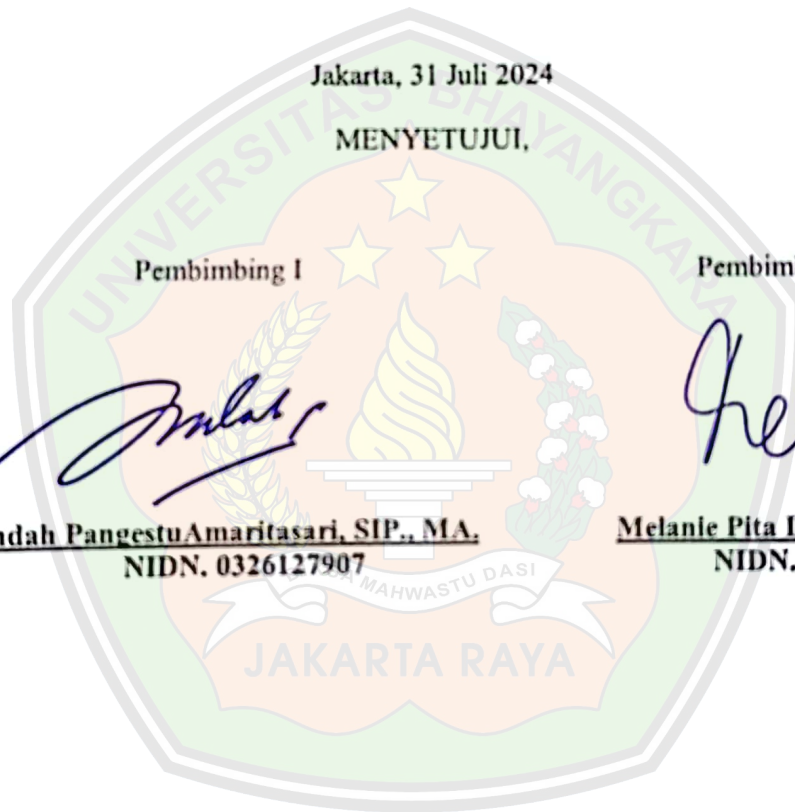 Jakarta, 31 Juli 2024
MENYETUJUI,
Pembimbing I
Pembim
ndah PangestuAmaritasari, SIP., MA.
NIDN. 0326127907
Melanie Pita
NIDN.
UNIVERSITAS BHAYANGKARA
MAHWASTU DASI
JAKARTA RAYA